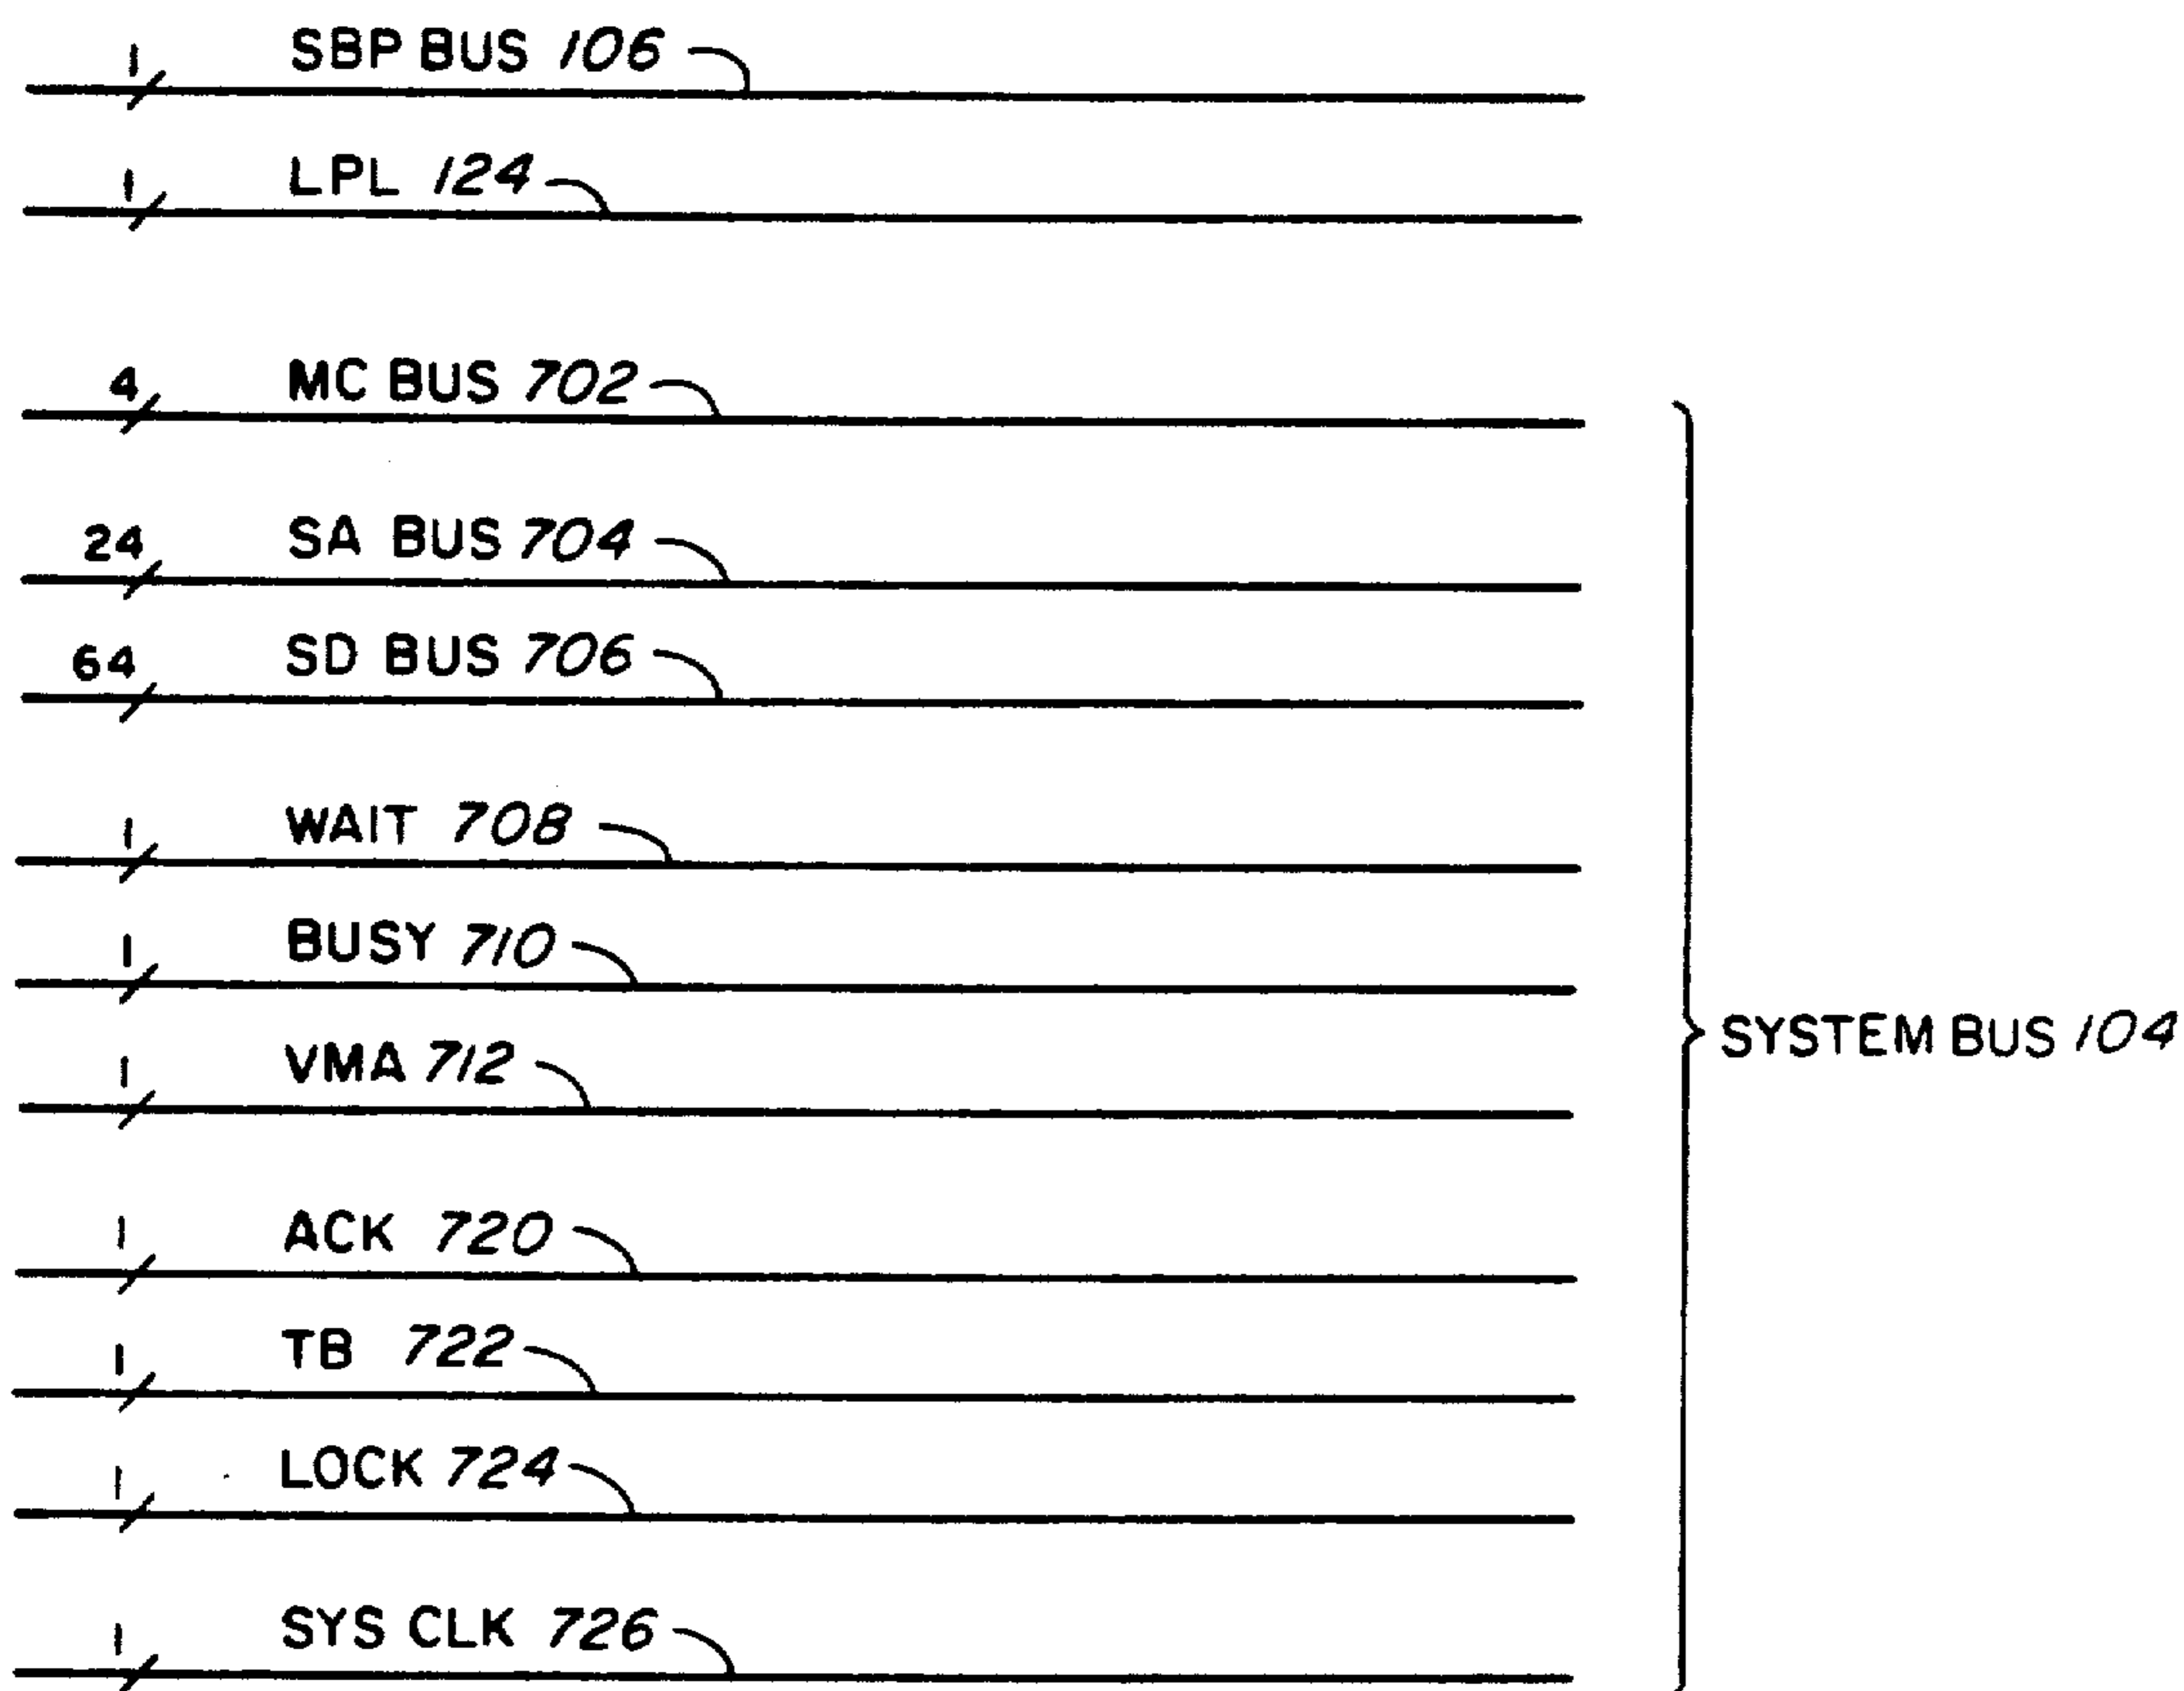 1 SBP BUS 106
1 LPL 124
4 MC BUS 702
24 SA BUS 704
64 SD BUS 706
1 WAIT 708
1 BUSY 710
1 VMA 712
SYSTEM BUS 104
1 ACK 720
1 TB 722
1 LOCK 724
1 SYS CLK 726